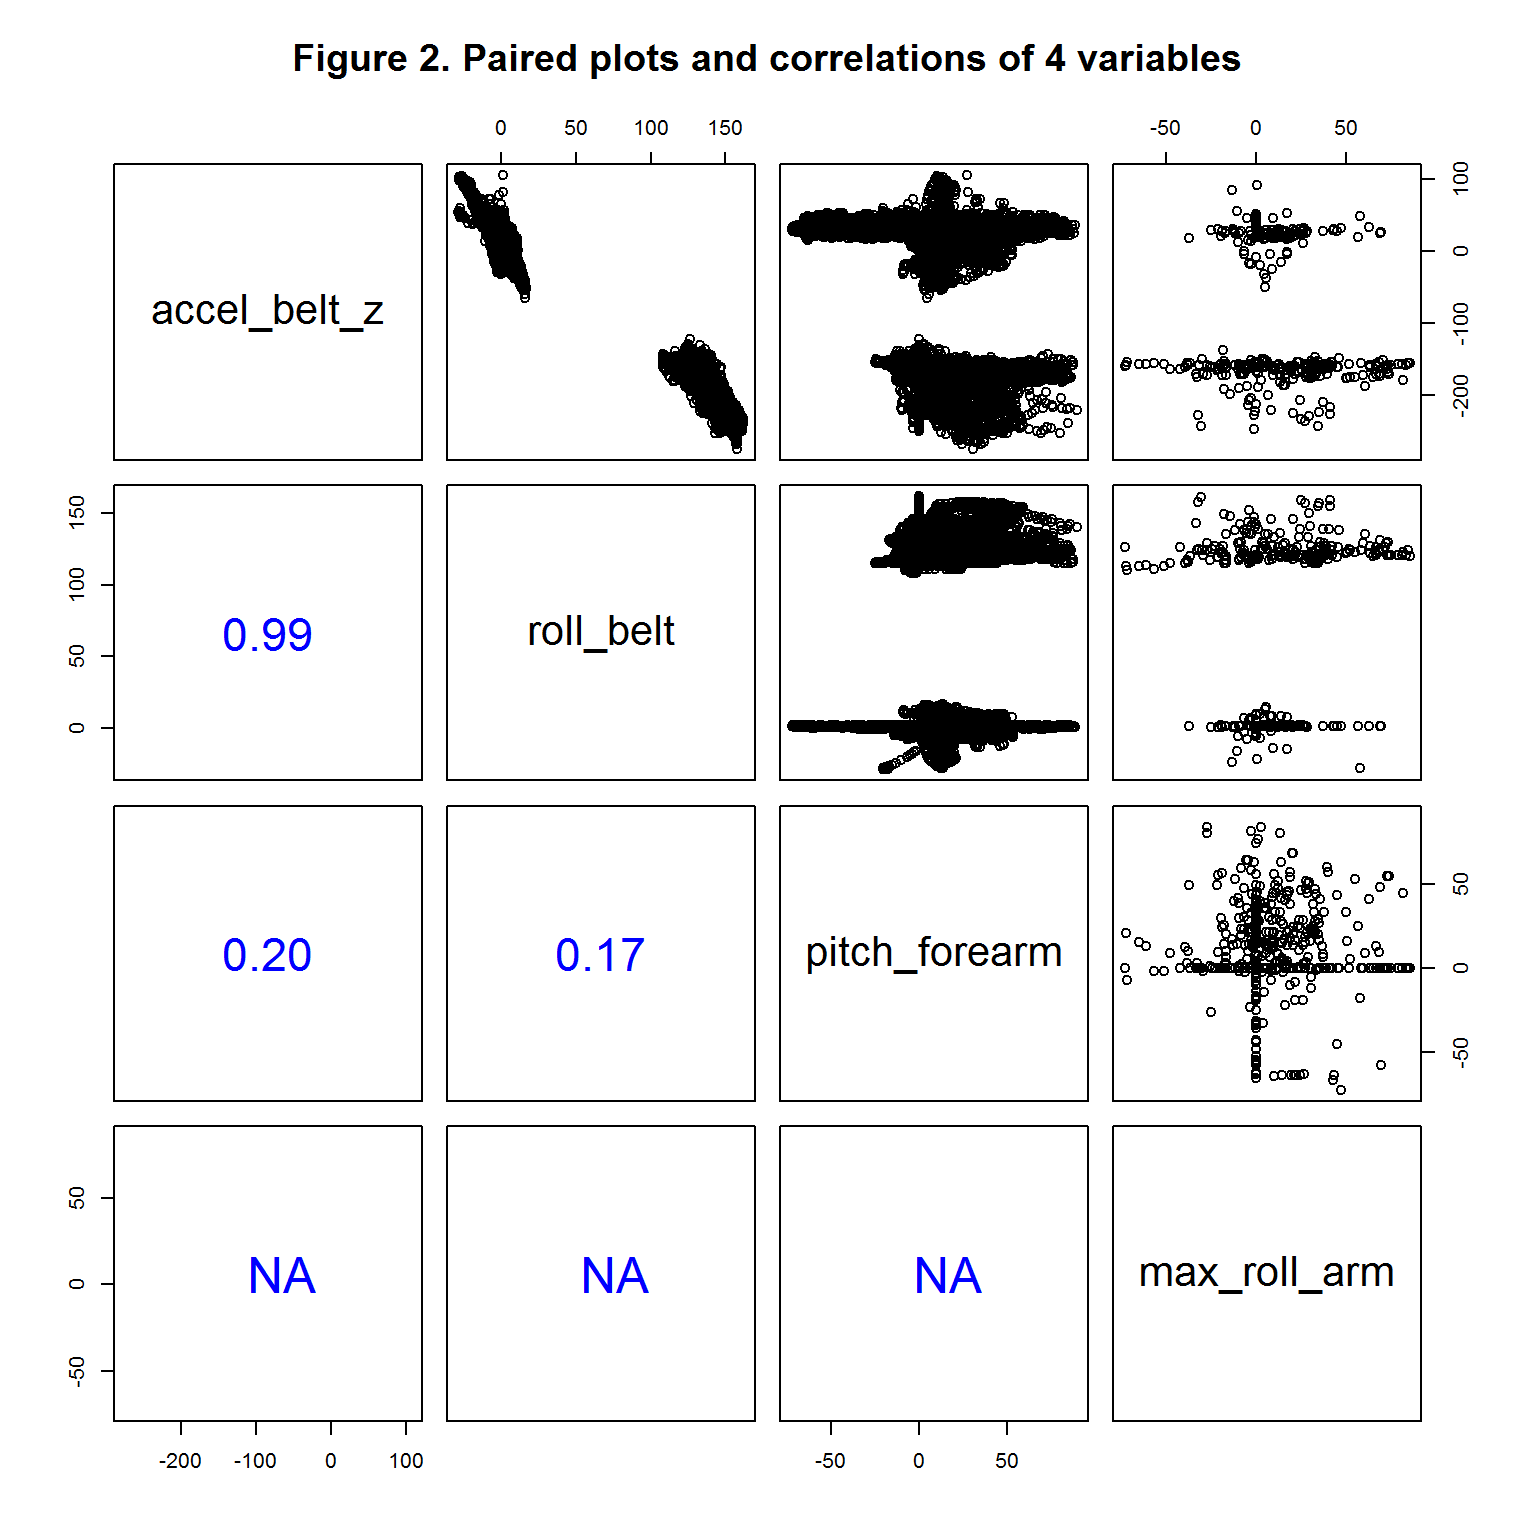 Figure 2. Paired plots and correlations of 4 variables
0 50 100 150
-50 0 50
accel_belt_z
100
0
-100
-200
150
100
50
0
0.99
roll_belt
0.20
0.17
pitch_forearm
50
0
-50
50
0
-50
NA
NA
NA
max_roll_arm
-200 -100 0 100
-50 0 50